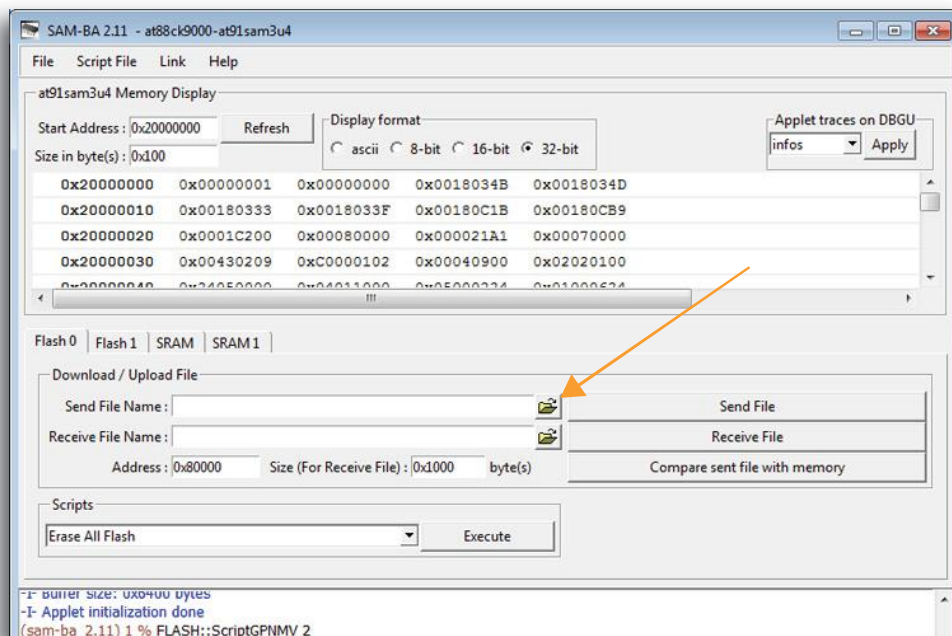 SAM-BA 2.11 - at88ck9000-at91sam3u4
File Script File Link Help
at91sam3u4 Memory Display
Start Address : 0x20000000 Refresh
Size in byte(s) : 0x100
Display format
ascii 8-bit 16-bit 32-bit
Applet traces on DBGU
infos Apply
0x20000000 0x00000001 0x00000000 0x0018034B 0x0018034D
0x20000010 0x00180333 0x0018033F 0x00180C1B 0x00180CB9
0x20000020 0x0001C200 0x00080000 0x000021A1 0x00070000
0x20000030 0x00430209 0xC0000102 0x00040900 0x02020100
Flash 0 Flash 1 SRAM SRAM 1
Download / Upload File
Send File Name : Send File
Receive File Name : Receive File
Address : 0x80000 Size (For Receive File) : 0x1000 byte(s) Compare sent file with memory
Scripts
Erase All Flash Execute
-I- Buffer size: 0x6400 bytes
-I- Applet initialization done
(sam-ba_2.11) 1 % FLASH::ScriptGPNMV 2